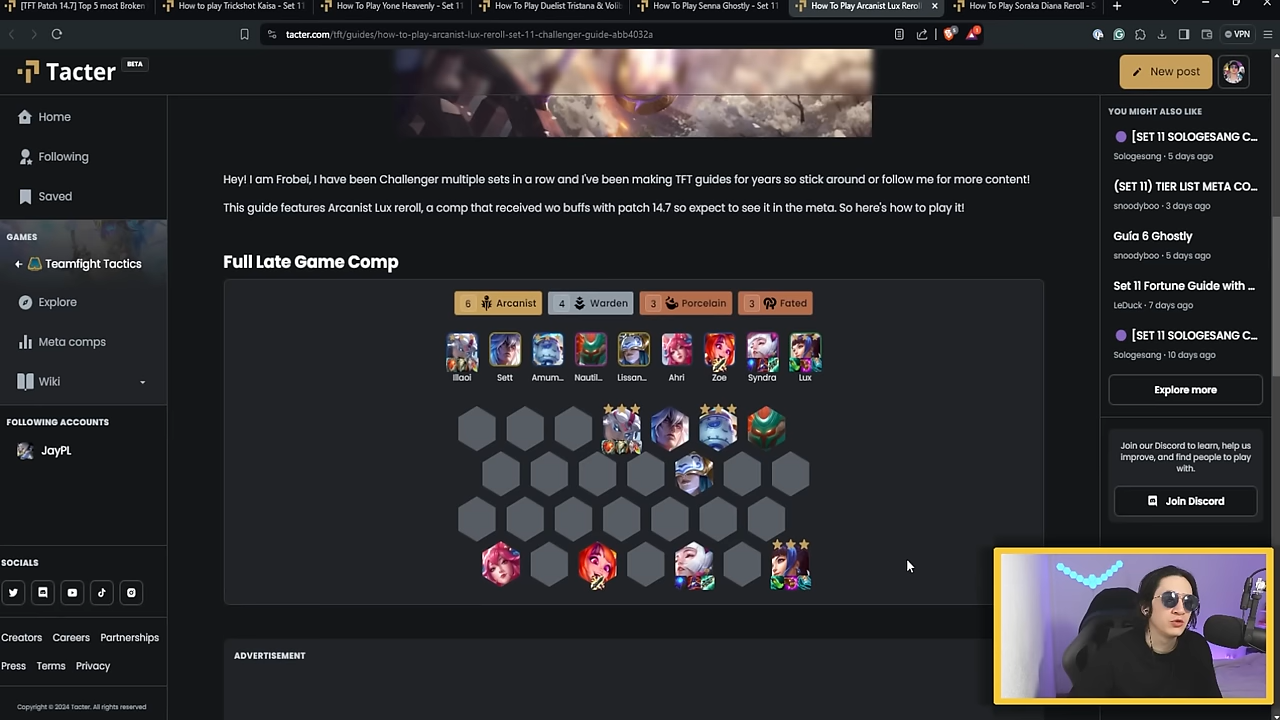 [TFT Patch 14.7] Top 5 most Broken
How to play Trickshot Kaisa - Set 11
How To Play Yone Heavenly - Set 11
How To Play Duelist Tristana & Voli
How To Play Senna Ghostly - Set 11
How To Play Arcanist Lux Reroll
How To Play Soraka Diana Reroll - S
tacter.com/tft/guides/how-to-play-arcanist-lux-reroll-set-11-challenger-guide-abb4032a
VPN
Tacter BETA
New post
Home
Following
Saved
GAMES
Teamfight Tactics
Explore
Meta comps
Wiki
FOLLOWING ACCOUNTS
JayPL
SOCIALS
Creators Careers Partnerships
Press Terms Privacy
Copyright © 2024 Tacter. All rights reserved
Hey! I am Frobei, I have been Challenger multiple sets in a row and I've been making TFT guides for years so stick around or follow me for more content!
This guide features Arcanist Lux reroll, a comp that received wo buffs with patch 14.7 so expect to see it in the meta. So here's how to play it!
Full Late Game Comp
6 Arcanist 4 Warden 3 Porcelain 3 Fated
Illaoi Sett Amum... Nautil... Lissan... Ahri Zoe Syndra Lux
ADVERTISEMENT
YOU MIGHT ALSO LIKE
[SET 11 SOLOGESANG C...
Sologesang · 5 days ago
(SET 11) TIER LIST META CO...
snoodyboo · 3 days ago
Guía 6 Ghostly
snoodyboo · 5 days ago
Set 11 Fortune Guide with ...
LeDuck · 7 days ago
[SET 11 SOLOGESANG C...
Sologesang · 10 days ago
Explore more
Join our Discord to learn, help us
improve, and find people to play
with.
Join Discord